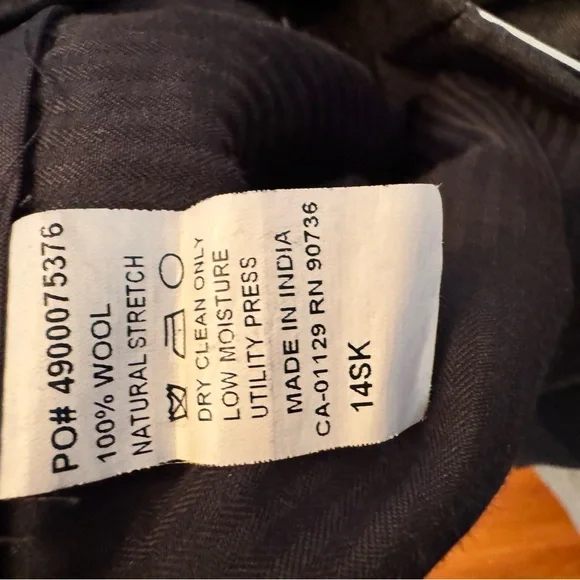 PO# 4900075376
100% WOOL
NATURAL STRETCH
DRY CLEAN ONLY
LOW MOISTURE
UTILITY PRESS
MADE IN INDIA
CA-01129 RN 90736
14SK